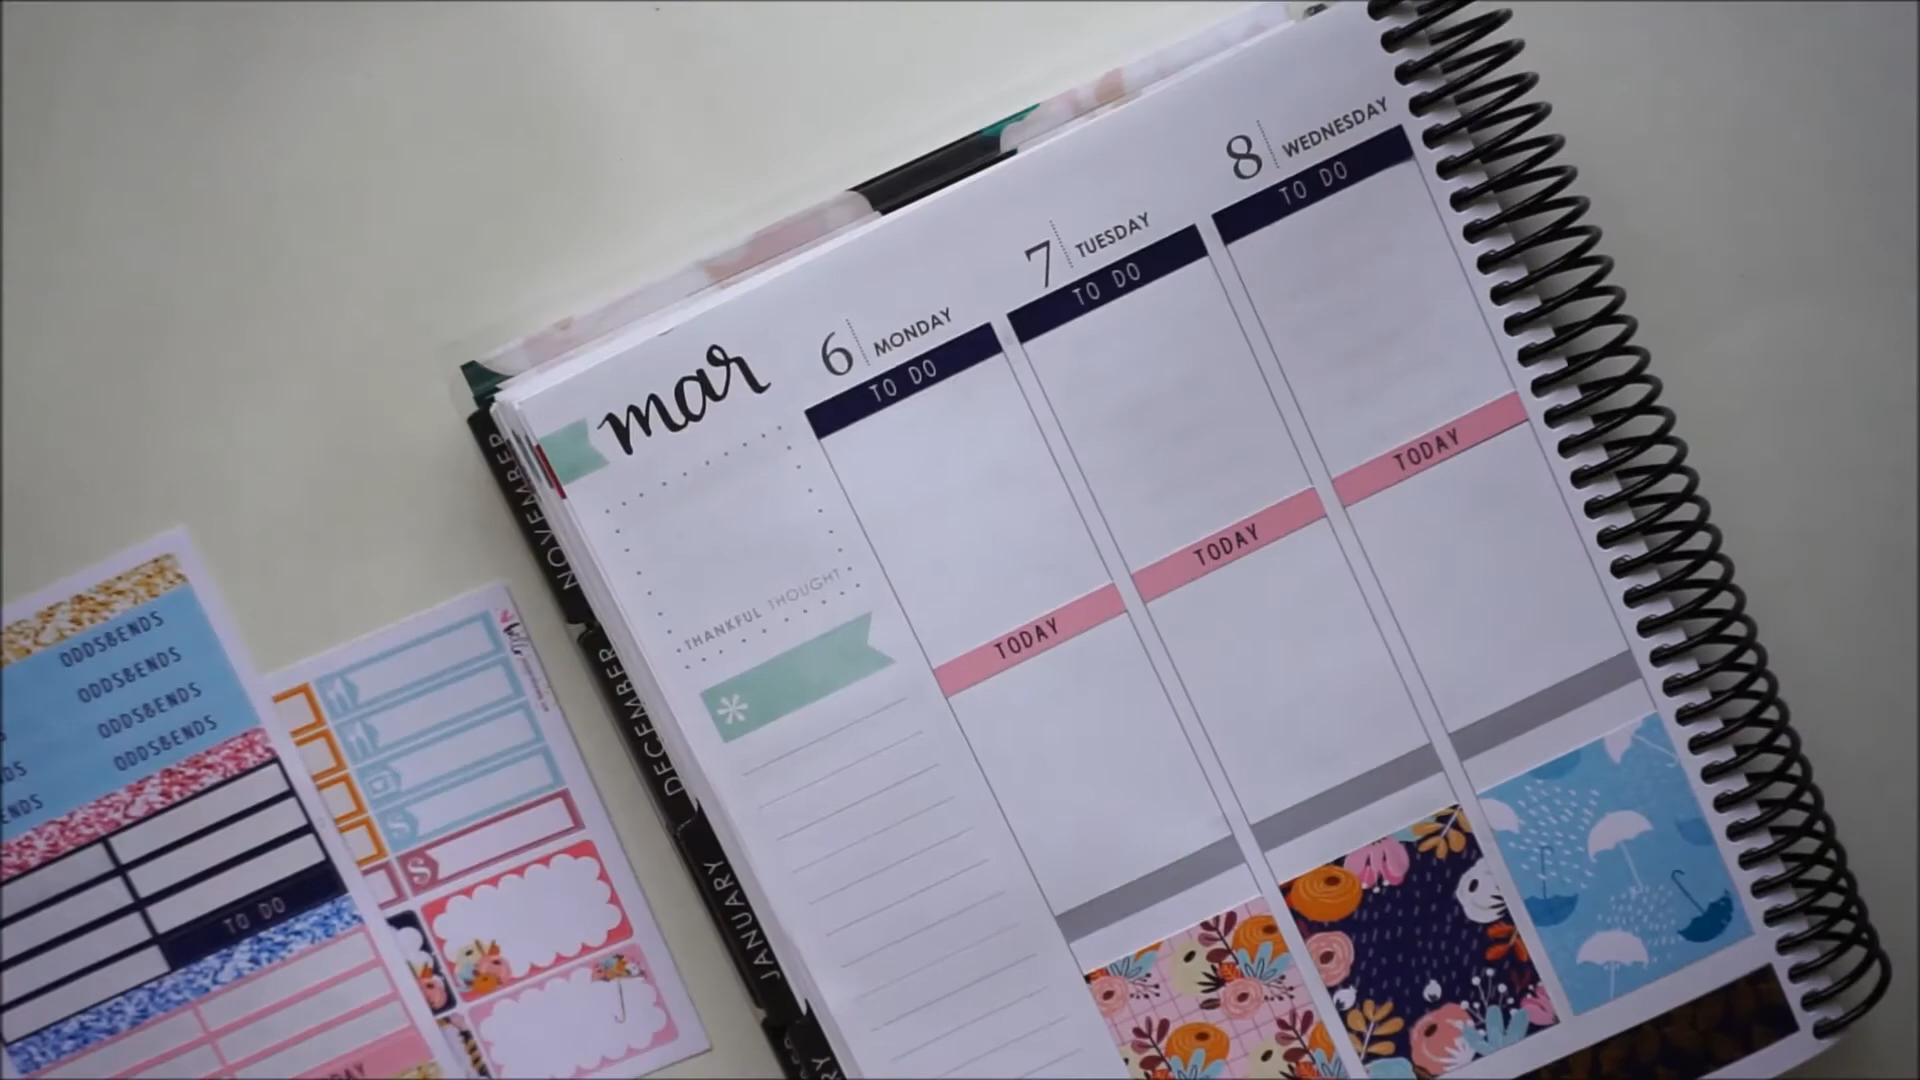 mar
6 MONDAY
7 TUESDAY
8 WEDNESDAY
TO DO
TO DO
TO DO
TODAY
TODAY
TODAY
THANKFUL THOUGHT
*
NOVEMBER
DECEMBER
JANUARY
ODDS&ENDS
ODDS&ENDS
ODDS&ENDS
ODDS&ENDS
TO DO
hello